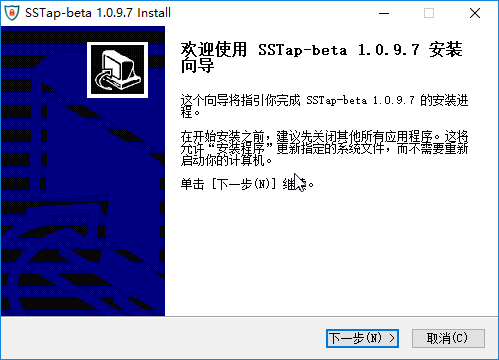 SSTap-beta 1.0.9.7 Install
欢迎使用 SSTap-beta 1.0.9.7 安装
向导
这个向导将指引你完成 SSTap-beta 1.0.9.7 的安装进
程。
在开始安装之前，建议先关闭其他所有应用程序。这将
允许“安装程序”更新指定的系统文件，而不需要重新
启动你的计算机。
单击 [下一步(N)] 继续。
下一步(N) >
取消(C)